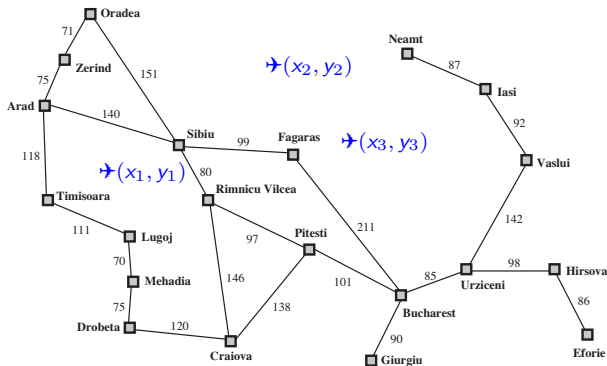 Oradea
71
Neamt
Zerind
87
151
✈(x₂, y₂)
75
Iasi
Arad
140
92
Sibiu
Fagaras
✈(x₃, y₃)
99
118
Vaslui
✈(x₁, y₁)
80
Timisoara
Rimnicu Vilcea
142
111
211
Lugoj
97
Pitesti
70
98
Hirsova
85
Mehadia
146
101
Urziceni
138
86
75
Bucharest
120
Drobeta
90
Craiova
Eforie
Giurgiu